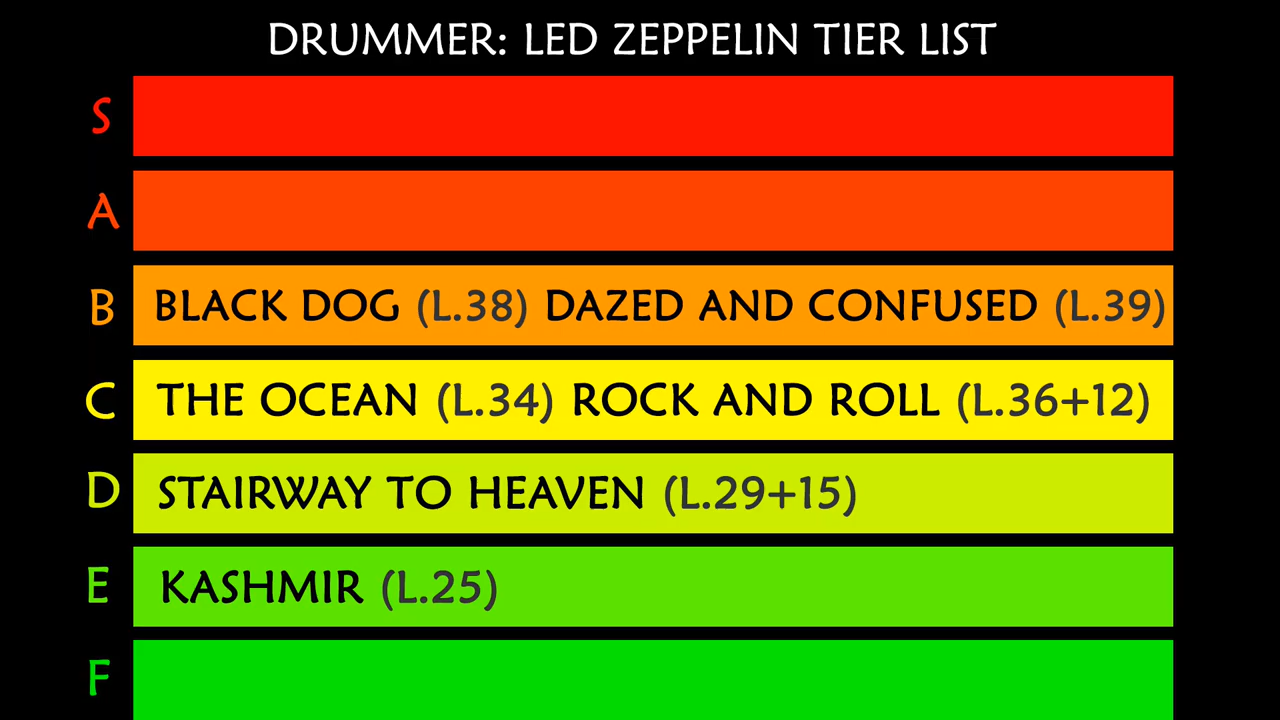 DRUMMER: LED ZEPPELIN TIER LIST
S
A
B BLACK DOG (L.38) DAZED AND CONFUSED (L.39)
C THE OCEAN (L.34) ROCK AND ROLL (L.36+12)
D STAIRWAY TO HEAVEN (L.29+15)
E KASHMIR (L.25)
F